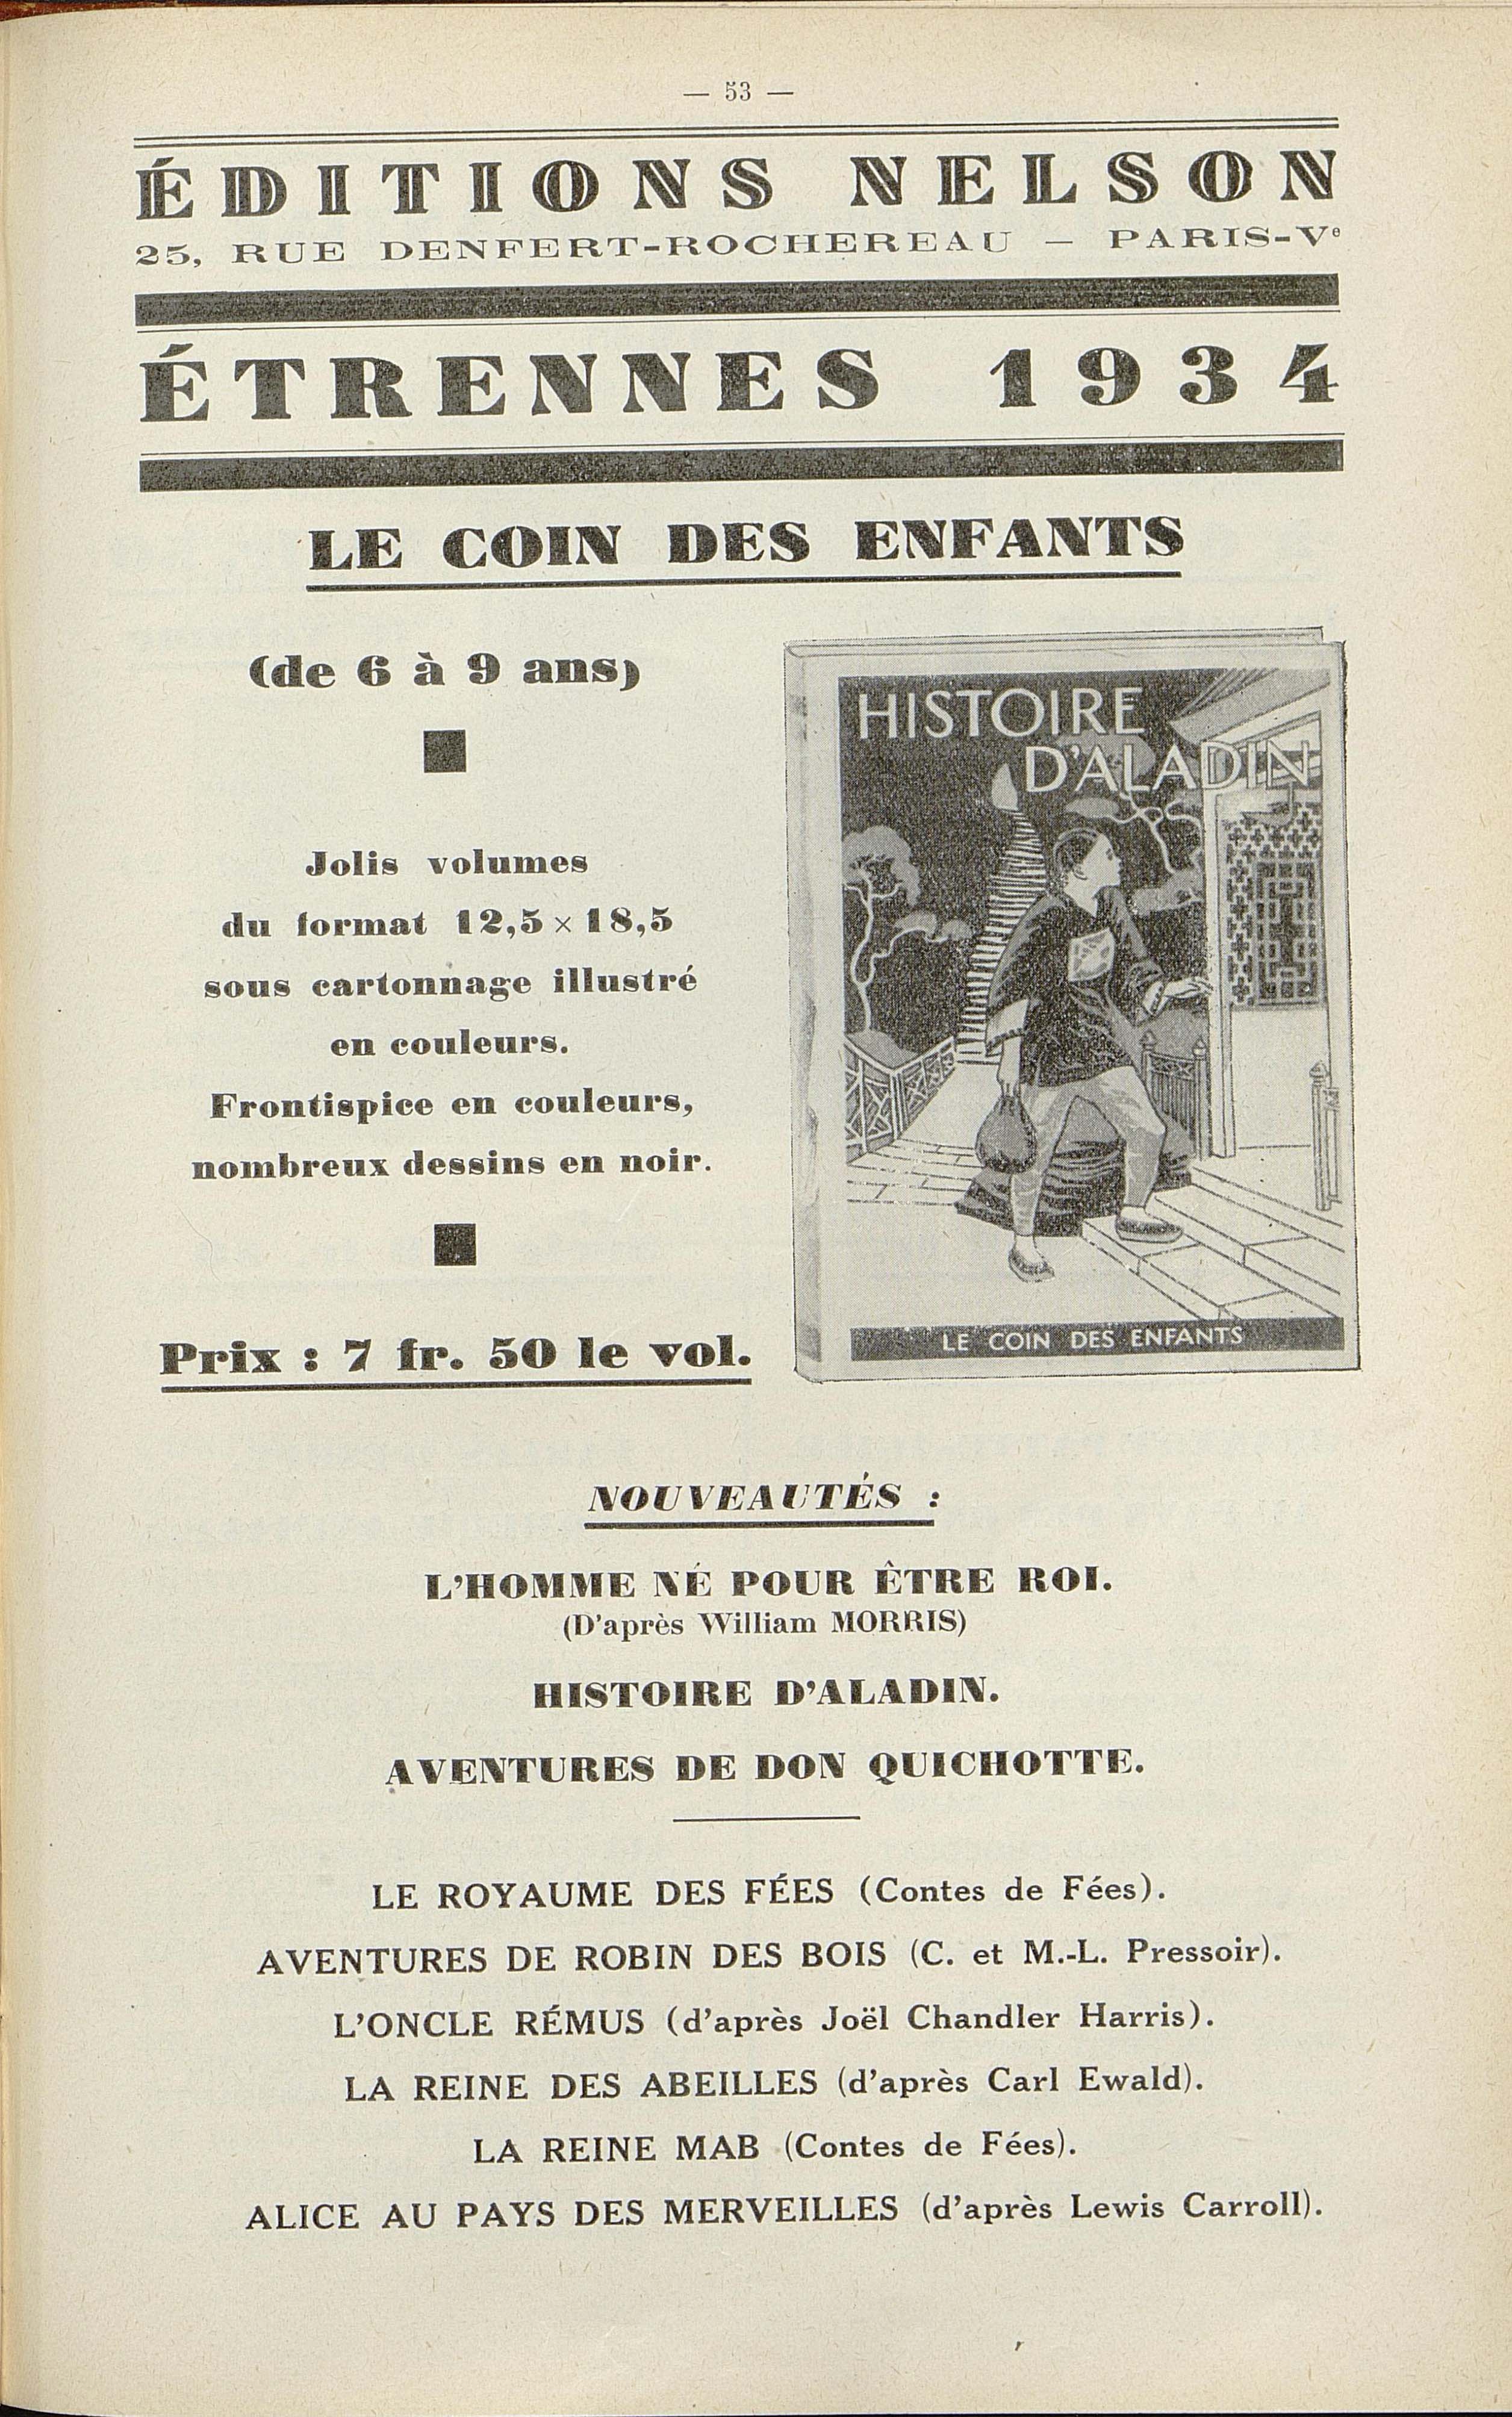 — 53 —
ÉDITIONS NELSON
25, RUE DENFERT-ROCHEREAU — PARIS-Vᵉ
ÉTRENNES 1934
LE COIN DES ENFANTS
(de 6 à 9 ans)
Jolis volumes
du format 12,5 × 18,5
sous cartonnage illustré
en couleurs.
Frontispice en couleurs,
nombreux dessins en noir.
Prix : 7 fr. 50 le vol.
HISTOIRE
D'ALADIN
LE COIN DES ENFANTS
NOUVEAUTÉS :
L'HOMME NÉ POUR ÊTRE ROI.
(D'après William MORRIS)
HISTOIRE D'ALADIN.
AVENTURES DE DON QUICHOTTE.
LE ROYAUME DES FÉES (Contes de Fées).
AVENTURES DE ROBIN DES BOIS (C. et M.-L. Pressoir).
L'ONCLE RÉMUS (d'après Joël Chandler Harris).
LA REINE DES ABEILLES (d'après Carl Ewald).
LA REINE MAB (Contes de Fées).
ALICE AU PAYS DES MERVEILLES (d'après Lewis Carroll).